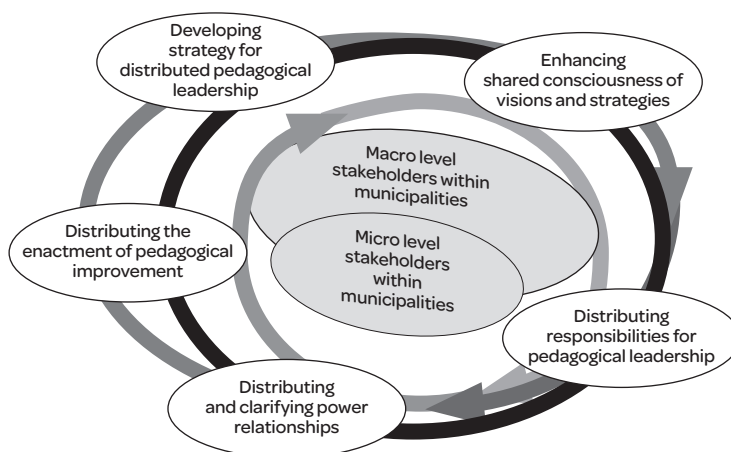 Developing
strategy for
distributed pedagogical
leadership
Enhancing
shared consciousness of
visions and strategies
Macro level
stakeholders within
municipalities
Distributing the
enactment of pedagogical
improvement
Micro level
stakeholders
within
municipalities
Distributing
responsibilities for
pedagogical leadership
Distributing
and clarifying power
relationships